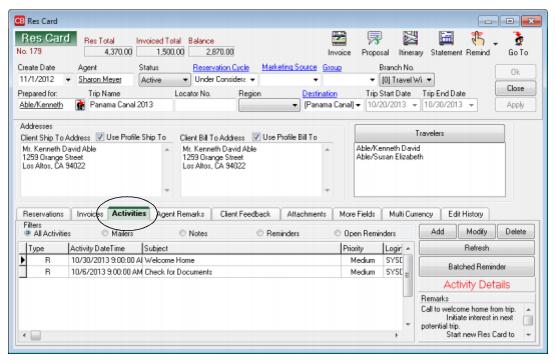 CB Res Card
Res Card Res Total Invoiced Total Balance
No. 179 4,370.00 1,500.00 2,870.00
Invoice Proposal Itinerary Statement Remind Go To
Create Date Agent Status Reservation Cycle Marketing Source Group Branch No.
11/1/2012 Sharon Meyer Active Under Considera [0] Travel Wi
Ok
Prepared for: Trip Name Locator No. Region Destination Trip Start Date Trip End Date
Close
Able/Kenneth Panama Canal 2013 (Panama Canal) 10/20/2013 10/30/2013
Apply
Addresses
Client Ship To Address Use Profile Ship To Client Bill To Address Use Profile Bill To Travelers
Mr. Kenneth David Able Mr. Kenneth David Able Able/Kenneth David
1259 Orange Street 1259 Orange Street Able/Susan Elizabeth
Los Altos, CA 94022 Los Altos, CA 94022
Reservations Invoices Activities Agent Remarks Client Feedback Attachments More Fields Multi Currency Edit History
Filters
All Activities Mailers Notes Reminders Open Reminders Add Modify Delete
Type Activity DateTime Subject Priority Login
Refresh
R 10/30/2013 9:00:00 AM Welcome Home Medium SYSD
R 10/6/2013 9:00:00 AM Check for Documents Medium SYSD
Batched Reminder
Activity Details
Remarks
Call to welcome home from trip.
Initiate interest in next
potential trip.
Start new Res Card to